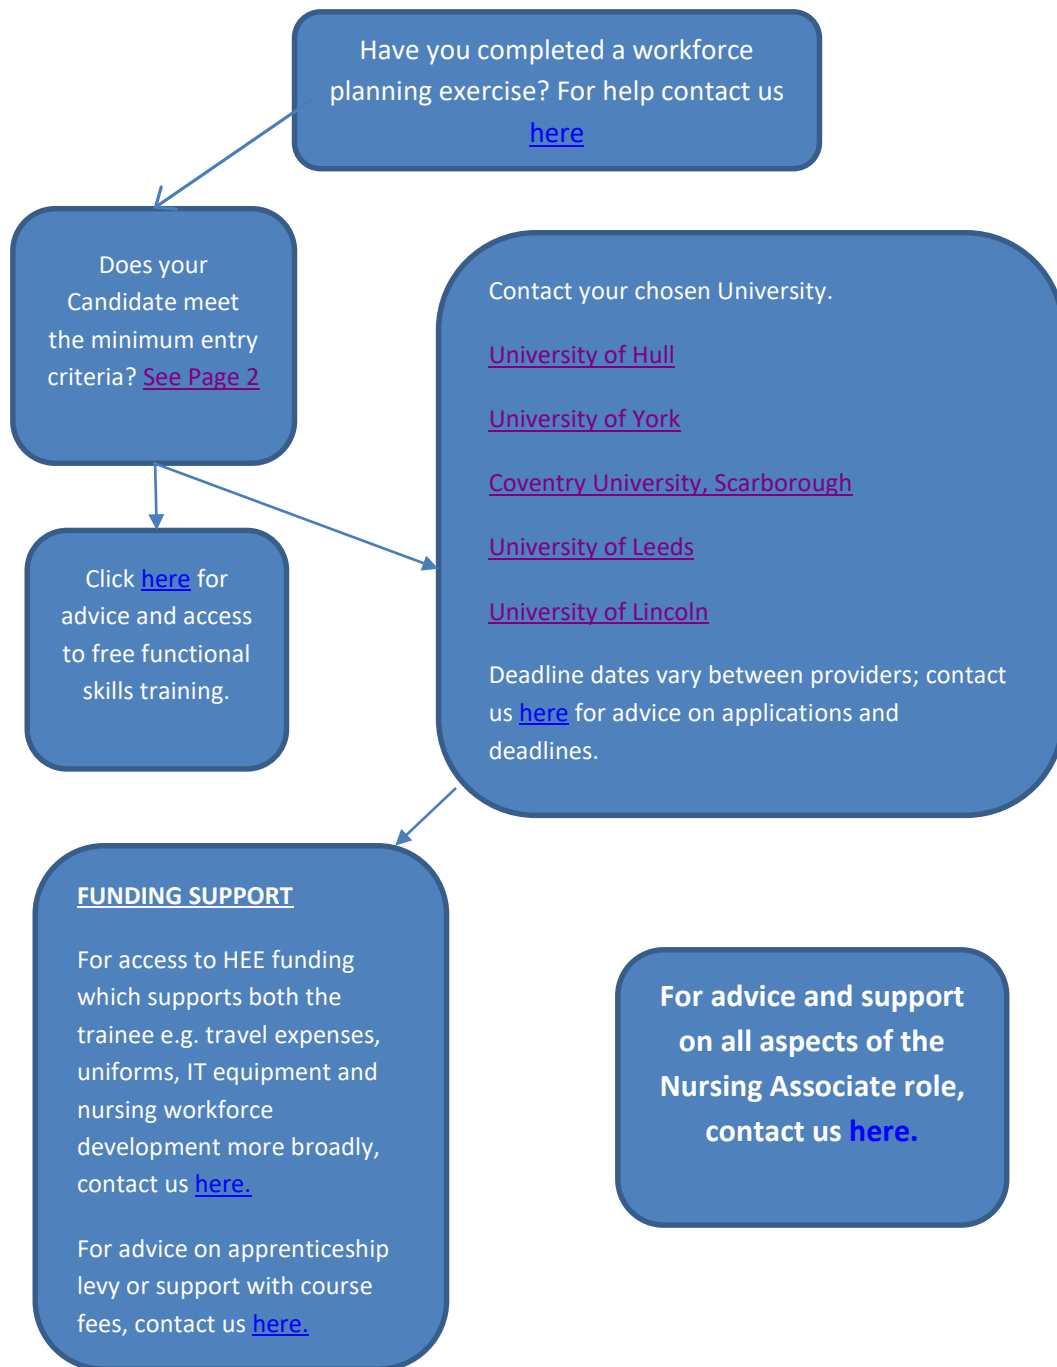 Have you completed a workforce
planning exercise? For help contact us
here
Does your
Candidate meet
the minimum entry
criteria? See Page 2
Contact your chosen University.
University of Hull
University of York
Coventry University, Scarborough
University of Leeds
University of Lincoln
Deadline dates vary between providers; contact
us here for advice on applications and
deadlines.
Click here for
advice and access
to free functional
skills training.
FUNDING SUPPORT
For access to HEE funding
which supports both the
trainee e.g. travel expenses,
uniforms, IT equipment and
nursing workforce
development more broadly,
contact us here.
For advice on apprenticeship
levy or support with course
fees, contact us here.
For advice and support
on all aspects of the
Nursing Associate role,
contact us here.